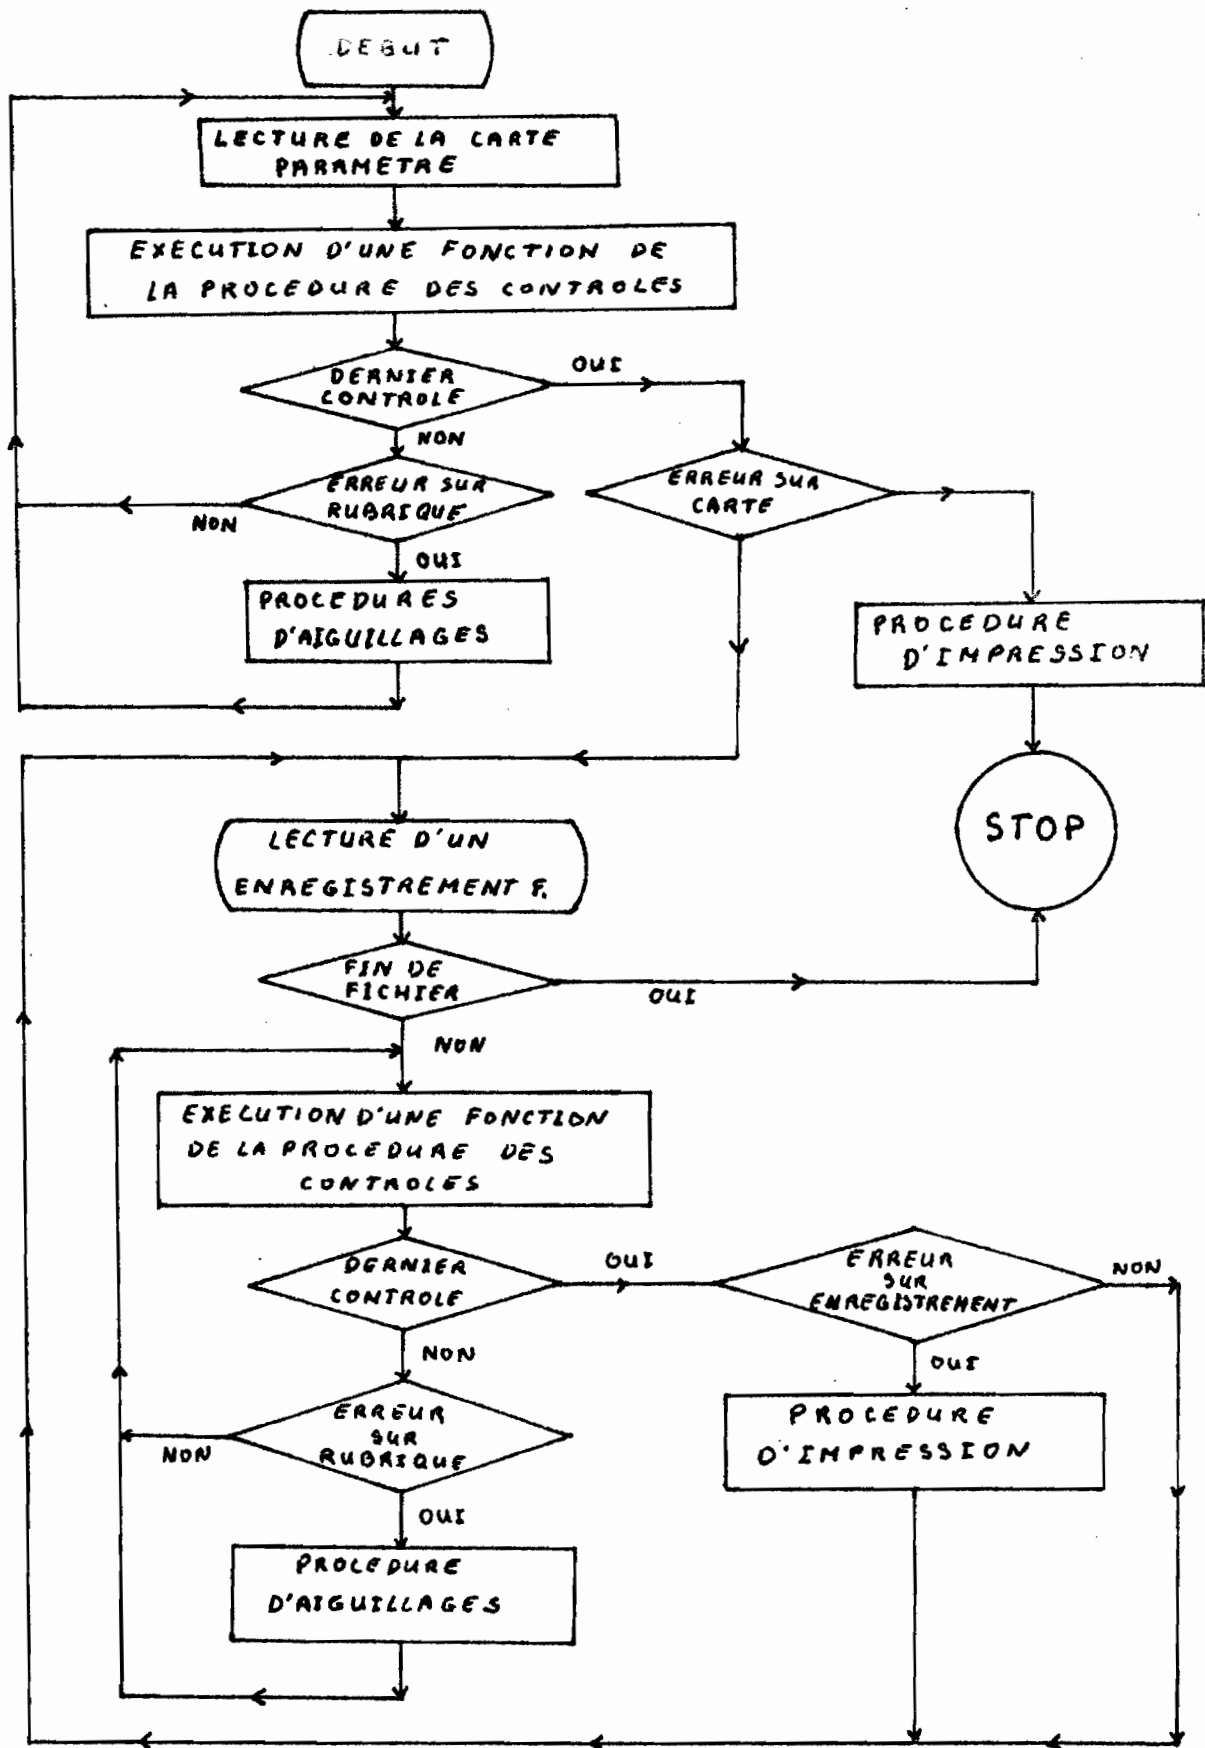 DEBUT
LECTURE DE LA CARTE
PARAMETRE
EXECUTION D'UNE FONCTION DE
LA PROCEDURE DES CONTROLES
DERNIER
CONTROLE
OUI
NON
ERREUR SUR
RUBRIQUE
NON
OUI
ERREUR SUR
CARTE
PROCEDURES
D'AIGUILLAGES
PROCEDURE
D'IMPRESSION
STOP
LECTURE D'UN
ENREGISTREMENT F.
FIN DE
FICHIER
OUI
NON
EXECUTION D'UNE FONCTION
DE LA PROCEDURE DES
CONTROLES
DERNIER
CONTROLE
OUI
ERREUR
SUR
ENREGISTREMENT
NON
NON
OUI
ERREUR
SUR
RUBRIQUE
NON
PROCEDURE
D'IMPRESSION
OUI
PROCEDURE
D'AIGUILLAGES